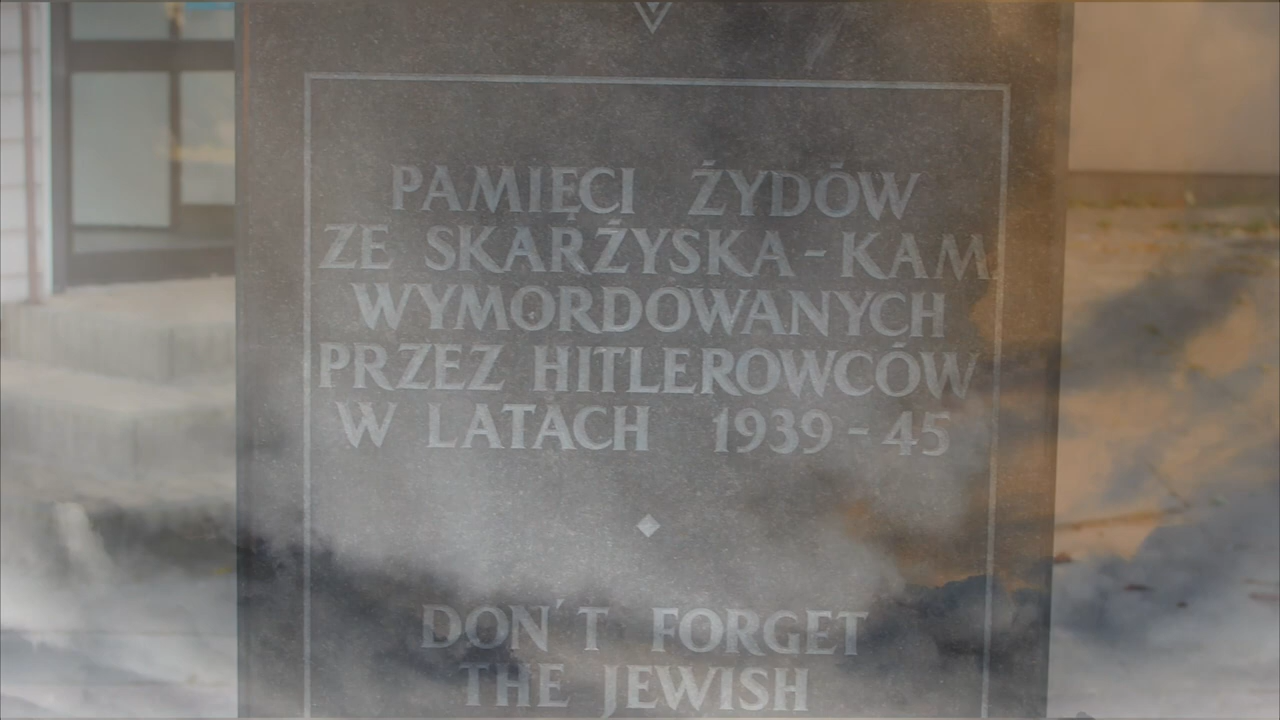 PAMIĘCI ŻYDÓW
ZE SKARŻYSKA-KAM.
WYMORDOWANYCH
PRZEZ HITLEROWCÓW
W LATACH 1939-45
DON'T FORGET
THE JEWISH